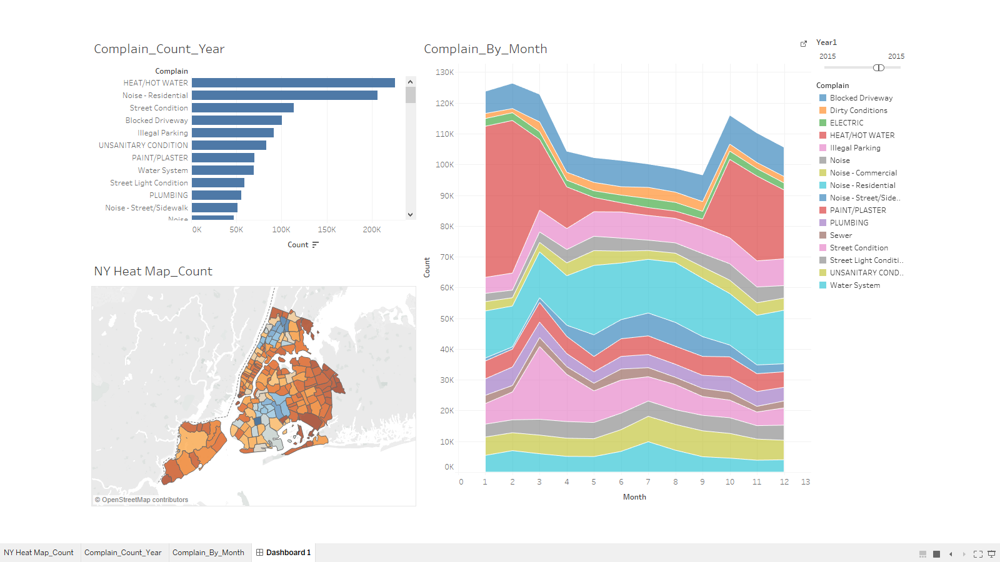 Complain_Count_Year
Complain
HEAT/HOT WATER
Noise - Residential
Street Condition
Blocked Driveway
Illegal Parking
UNSANITARY CONDITION
PAINT/PLASTER
Water System
Street Light Condition
PLUMBING
Noise - Street/Sidewalk
Noise
0K 50K 100K 150K 200K
Count
NY Heat Map_Count
© OpenStreetMap contributors
Complain_By_Month
130K
120K
110K
100K
90K
80K
70K
60K
50K
40K
30K
20K
10K
0K
Count
0 1 2 3 4 5 6 7 8 9 10 11 12 13
Month
Year1
2015 2015
Complain
Blocked Driveway
Dirty Conditions
ELECTRIC
HEAT/HOT WATER
Illegal Parking
Noise
Noise - Commercial
Noise - Residential
Noise - Street/Side..
PAINT/PLASTER
PLUMBING
Sewer
Street Condition
Street Light Conditi..
UNSANITARY COND..
Water System
NY Heat Map_Count Complain_Count_Year Complain_By_Month Dashboard 1